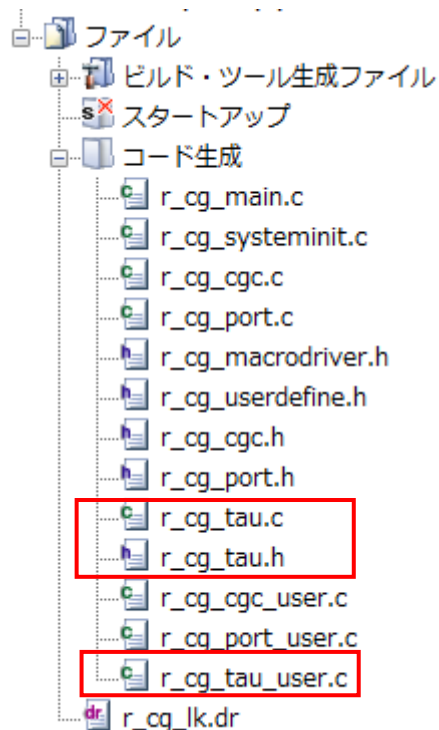 ファイル
ビルド・ツール生成ファイル
スタートアップ
コード生成
r_cg_main.c
r_cg_systeminit.c
r_cg_cgc.c
r_cg_port.c
r_cg_macrodriver.h
r_cg_userdefine.h
r_cg_cgc.h
r_cg_port.h
r_cg_tau.c
r_cg_tau.h
r_cg_cgc_user.c
r_cg_port_user.c
r_cg_tau_user.c
r_cg_lk.dr